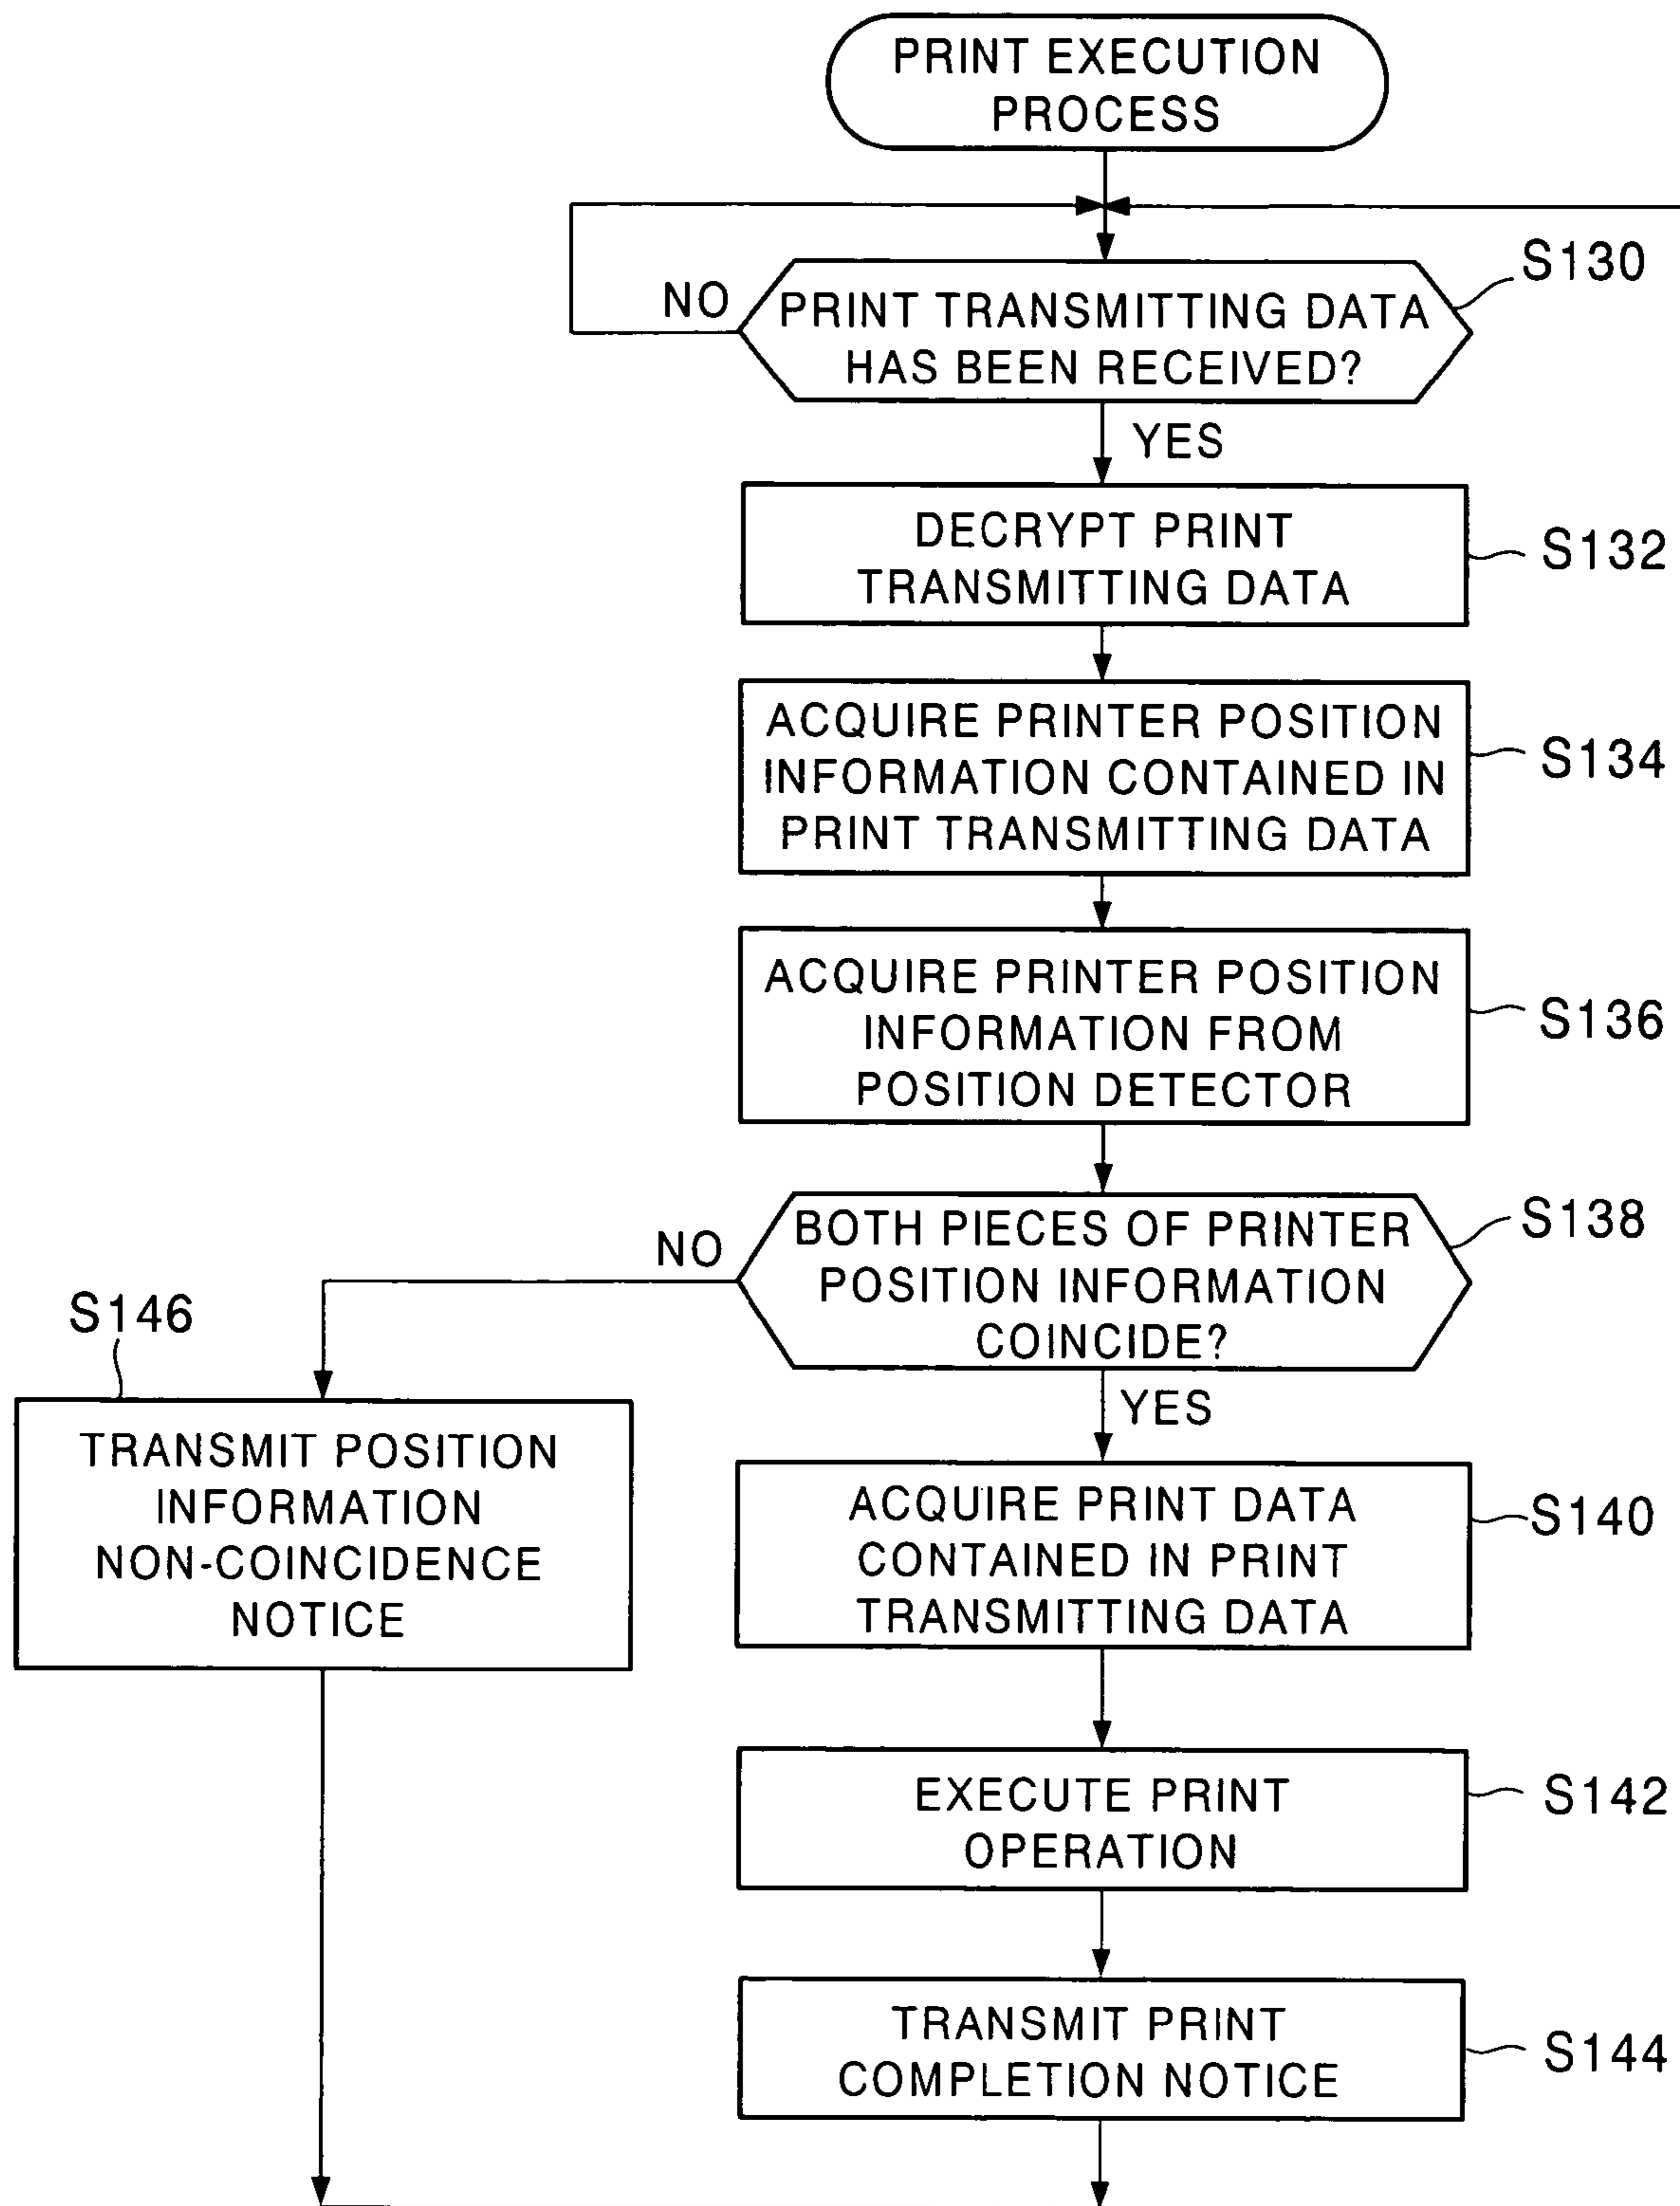 PRINT EXECUTION
PROCESS
S130
NO
PRINT TRANSMITTING DATA
HAS BEEN RECEIVED?
YES
DECRYPT PRINT
TRANSMITTING DATA
S132
ACQUIRE PRINTER POSITION
INFORMATION CONTAINED IN
PRINT TRANSMITTING DATA
S134
ACQUIRE PRINTER POSITION
INFORMATION FROM
POSITION DETECTOR
S136
BOTH PIECES OF PRINTER
POSITION INFORMATION
COINCIDE?
S138
NO
S146
TRANSMIT POSITION
INFORMATION
NON-COINCIDENCE
NOTICE
YES
ACQUIRE PRINT DATA
CONTAINED IN PRINT
TRANSMITTING DATA
S140
EXECUTE PRINT
OPERATION
S142
TRANSMIT PRINT
COMPLETION NOTICE
S144